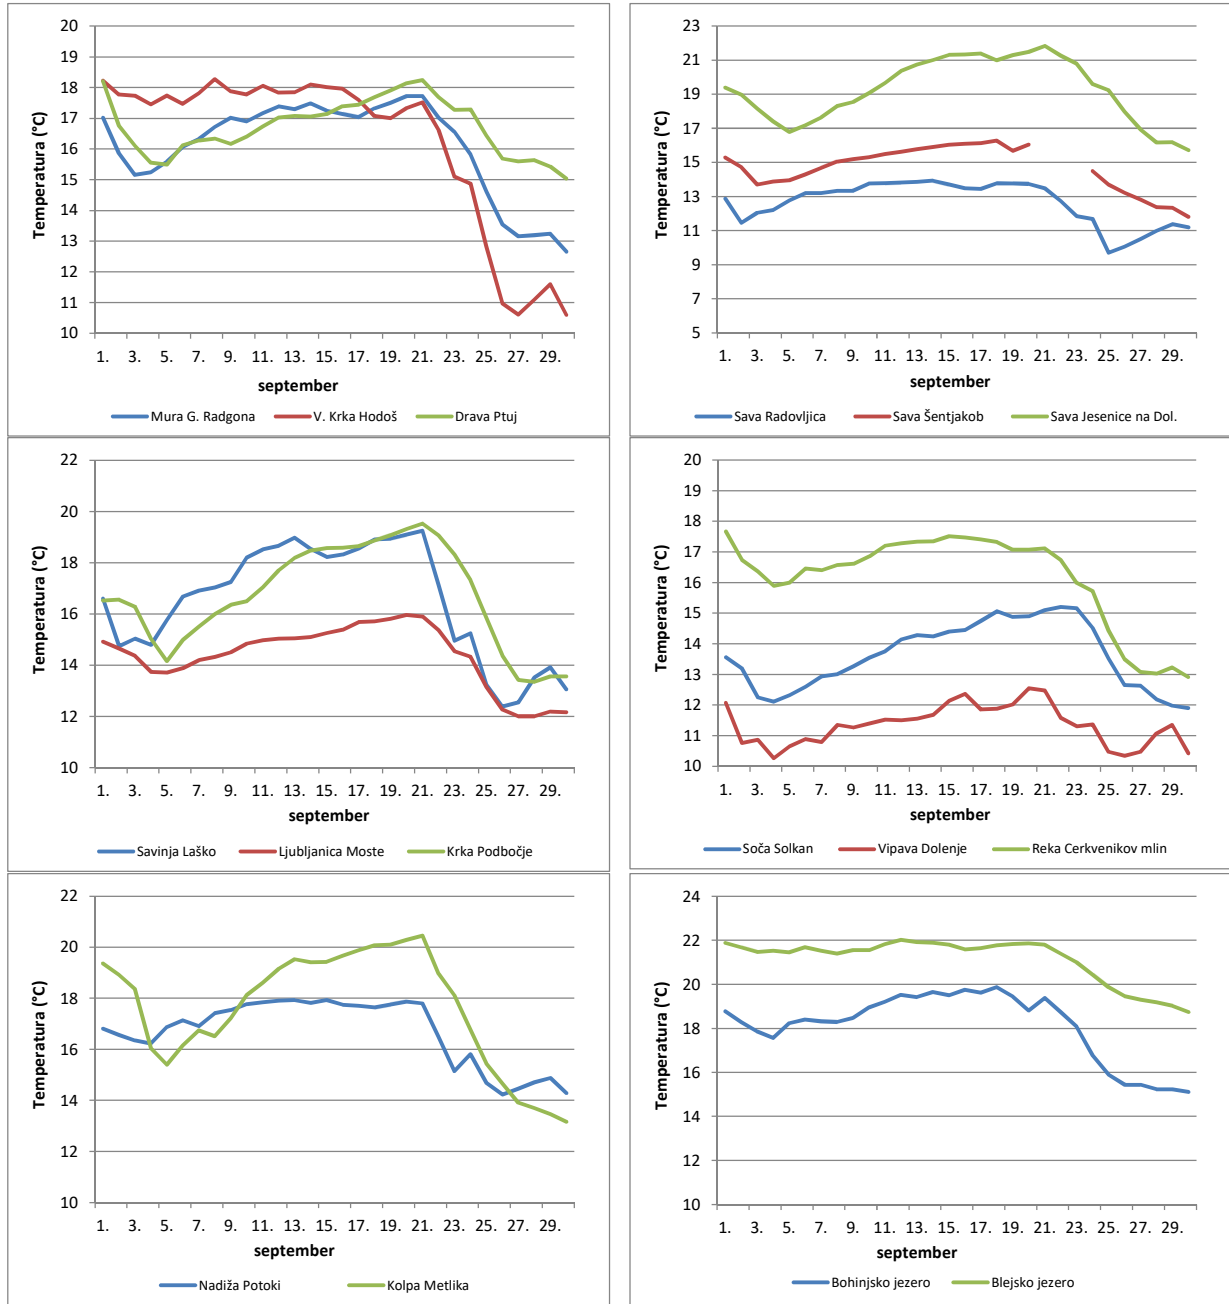 20
19
18
17
16
15
14
13
12
11
10
Temperatura (°C)
1. 3. 5. 7. 9. 11. 13. 15. 17. 19. 21. 23. 25. 27. 29.
september
Mura G. Radgona V. Krka Hodoš Drava Ptuj
23
21
19
17
15
13
11
9
7
5
Temperatura (°C)
1. 3. 5. 7. 9. 11. 13. 15. 17. 19. 21. 23. 25. 27. 29.
september
Sava Radovljica Sava Šentjakob Sava Jesenice na Dol.
22
20
18
16
14
12
10
Temperatura (°C)
1. 3. 5. 7. 9. 11. 13. 15. 17. 19. 21. 23. 25. 27. 29.
september
Savinja Laško Ljubljanica Moste Krka Podbočje
20
19
18
17
16
15
14
13
12
11
10
Temperatura (°C)
1. 3. 5. 7. 9. 11. 13. 15. 17. 19. 21. 23. 25. 27. 29.
september
Soča Solkan Vipava Dolenje Reka Cerkvenikov mlin
22
20
18
16
14
12
10
Temperatura (°C)
1. 3. 5. 7. 9. 11. 13. 15. 17. 19. 21. 23. 25. 27. 29.
september
Nadiža Potoki Kolpa Metlika
24
22
20
18
16
14
12
10
Temperatura (°C)
1. 3. 5. 7. 9. 11. 13. 15. 17. 19. 21. 23. 25. 27. 29.
september
Bohinjsko jezero Blejsko jezero